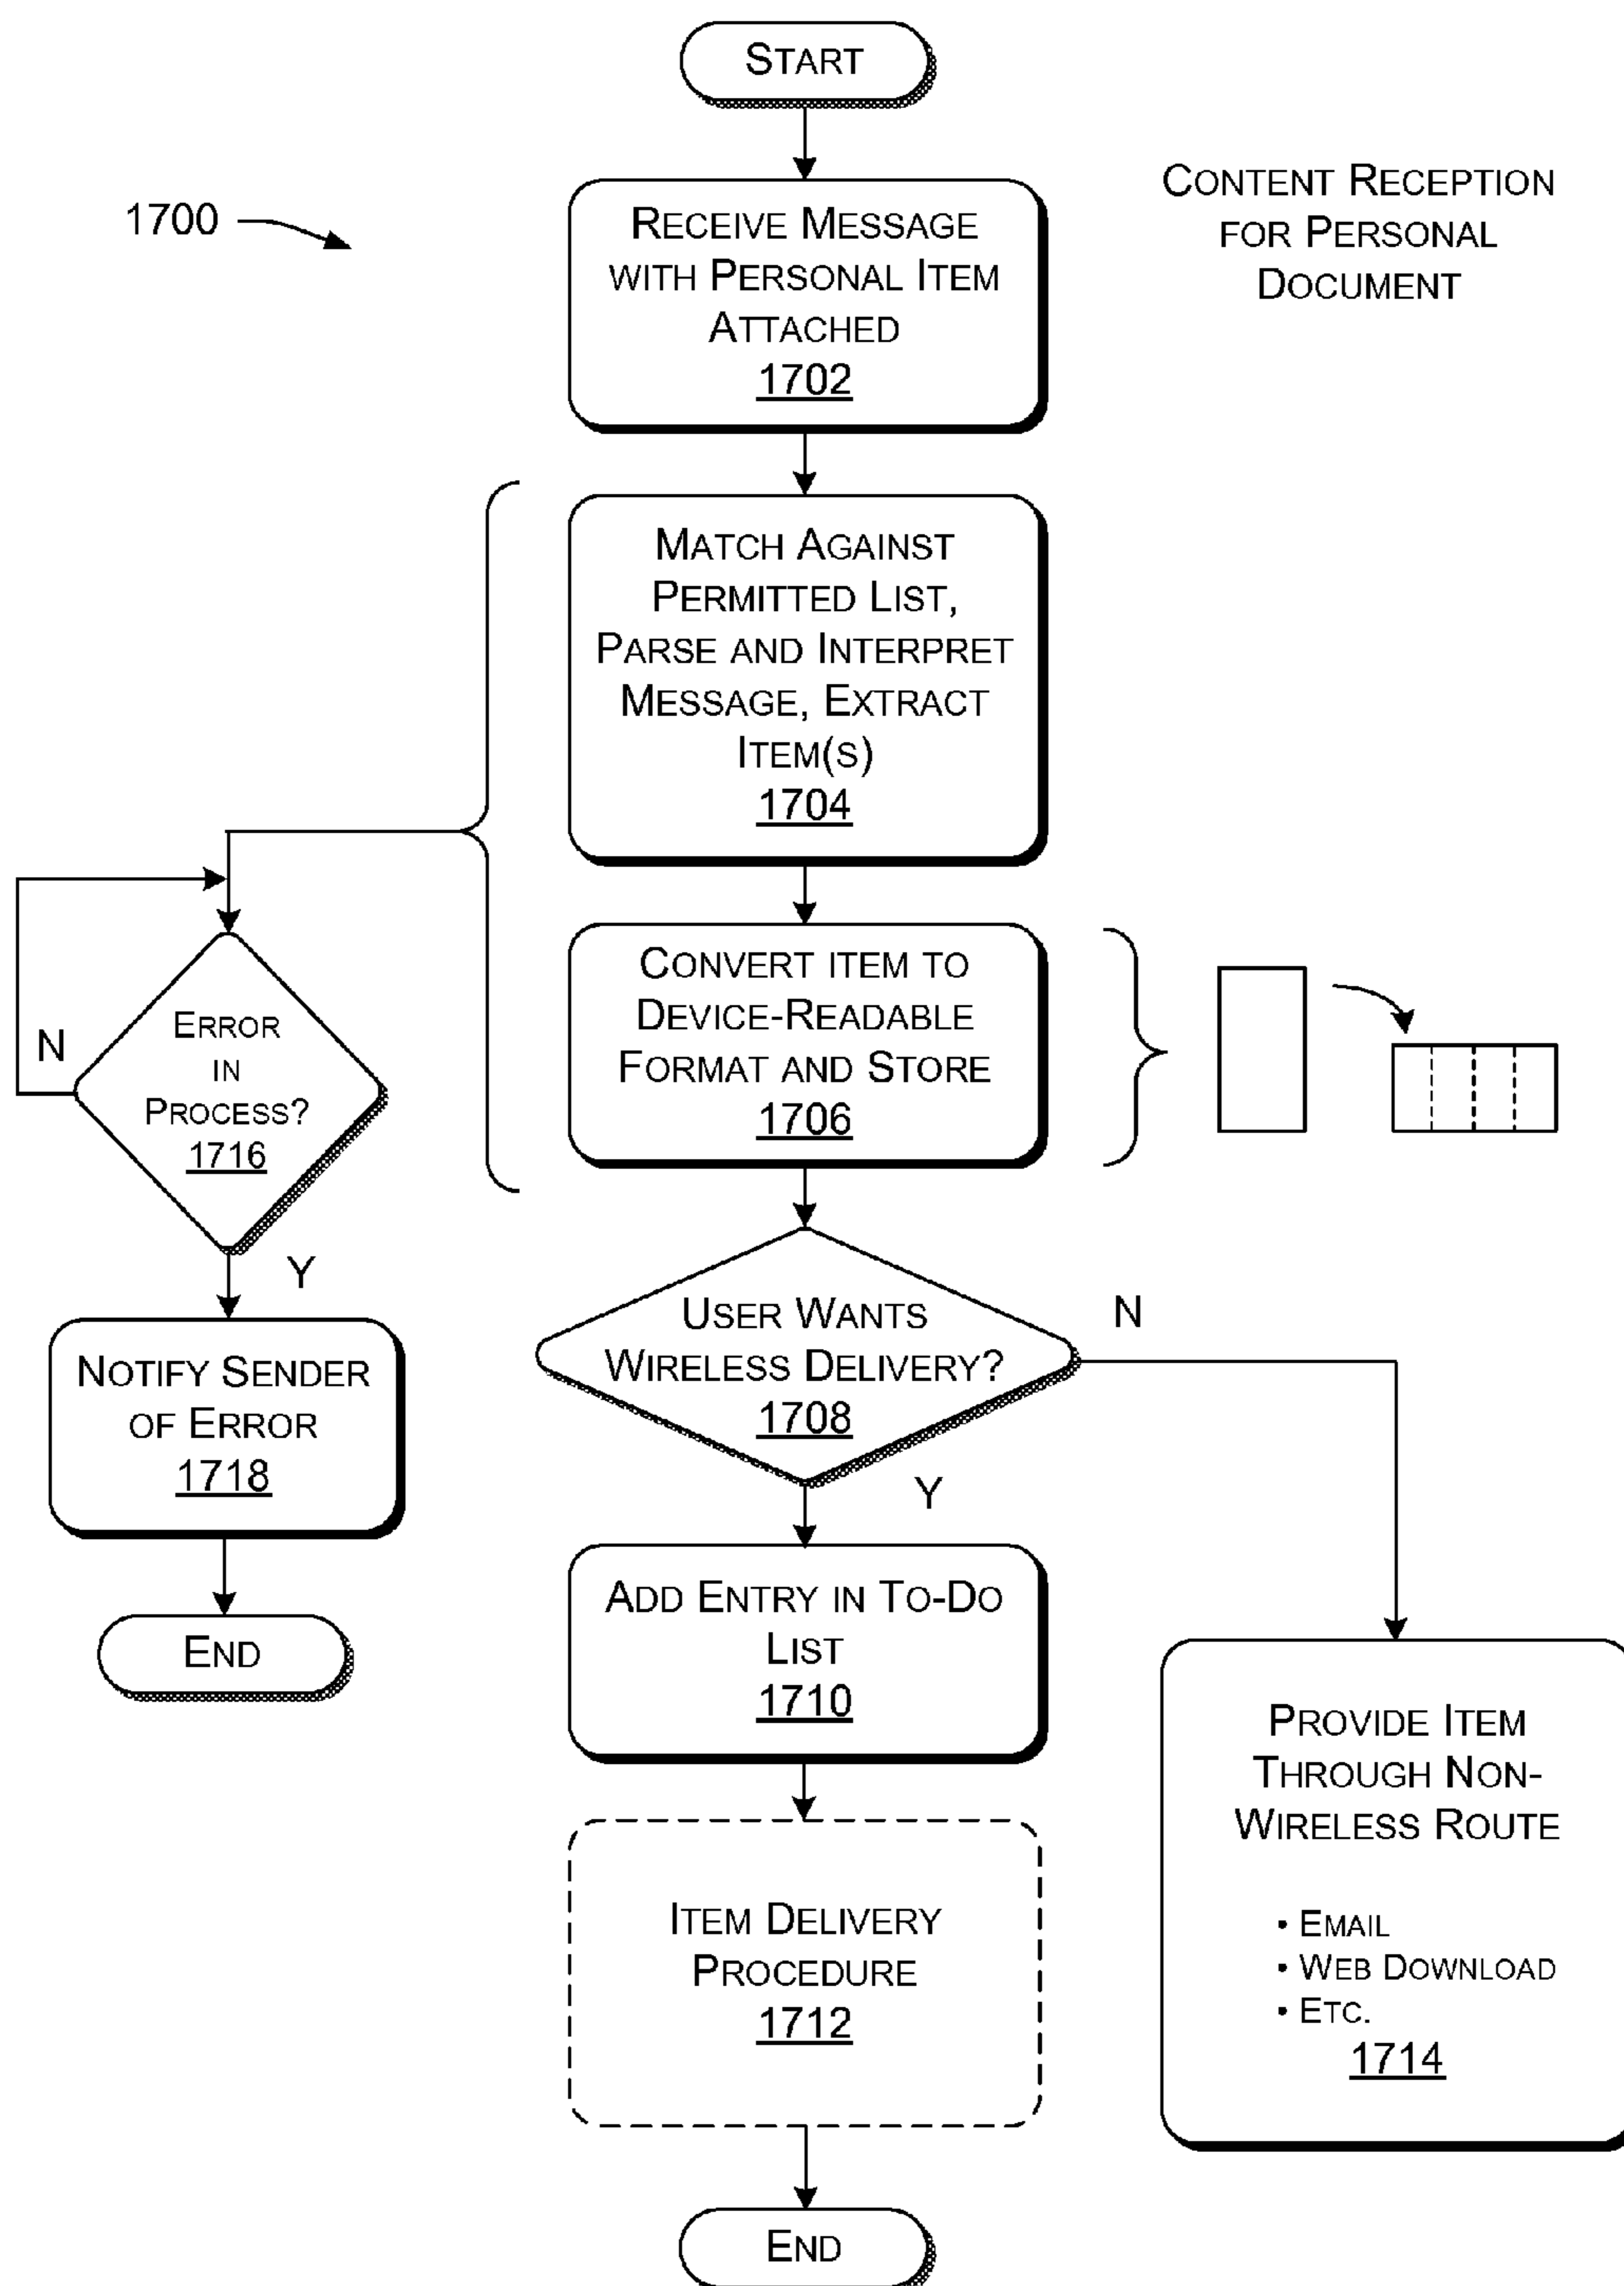 START
1700
CONTENT RECEPTION
FOR PERSONAL
DOCUMENT
RECEIVE MESSAGE
WITH PERSONAL ITEM
ATTACHED
1702
MATCH AGAINST
PERMITTED LIST,
PARSE AND INTERPRET
MESSAGE, EXTRACT
ITEM(S)
1704
CONVERT ITEM TO
DEVICE-READABLE
FORMAT AND STORE
1706
N
ERROR
IN
PROCESS?
1716
Y
NOTIFY SENDER
OF ERROR
1718
END
USER WANTS
WIRELESS DELIVERY?
1708
N
Y
ADD ENTRY IN TO-DO
LIST
1710
ITEM DELIVERY
PROCEDURE
1712
END
PROVIDE ITEM
THROUGH NON-
WIRELESS ROUTE
• EMAIL
• WEB DOWNLOAD
• ETC.
1714